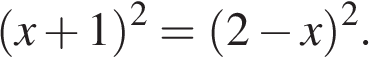 (x + 1)² = (2 − x)².